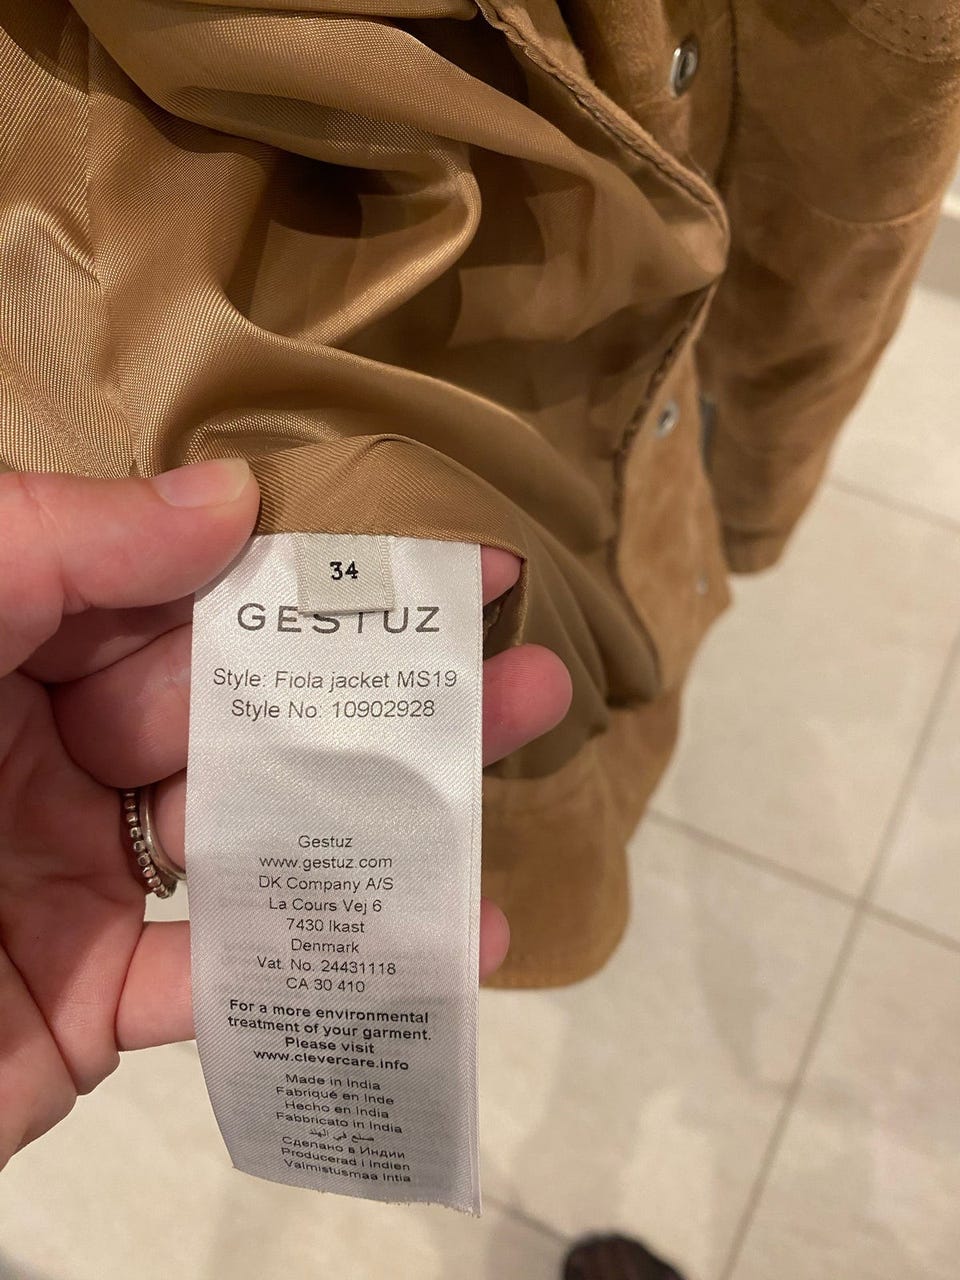 34
GESTUZ
Style: Fiola jacket MS19
Style No. 10902928
Gestuz
www.gestuz.com
DK Company A/S
La Cours Vej 6
7430 Ikast
Denmark
Vat. No. 24431118
CA 30 410
For a more environmental
treatment of your garment.
Please visit
www.clevercare.info
Made in India
Fabriqué en Inde
Hecho en India
Fabbricato in India
صنع في الهند
Сделано в Индии
Producerad i Indien
Valmistusmaa Intia